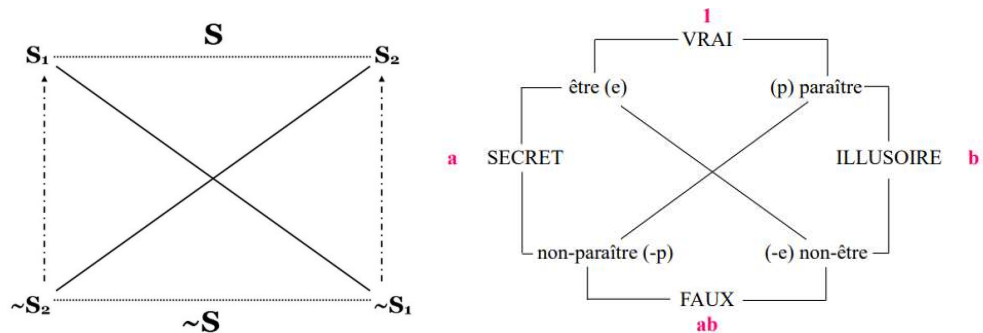 S
S₁ S₂
~S₂ ~S₁
~S
1
VRAI
être (e) (p) paraître
a SECRET ILLUSOIRE b
non-paraître (-p) (-e) non-être
FAUX
ab